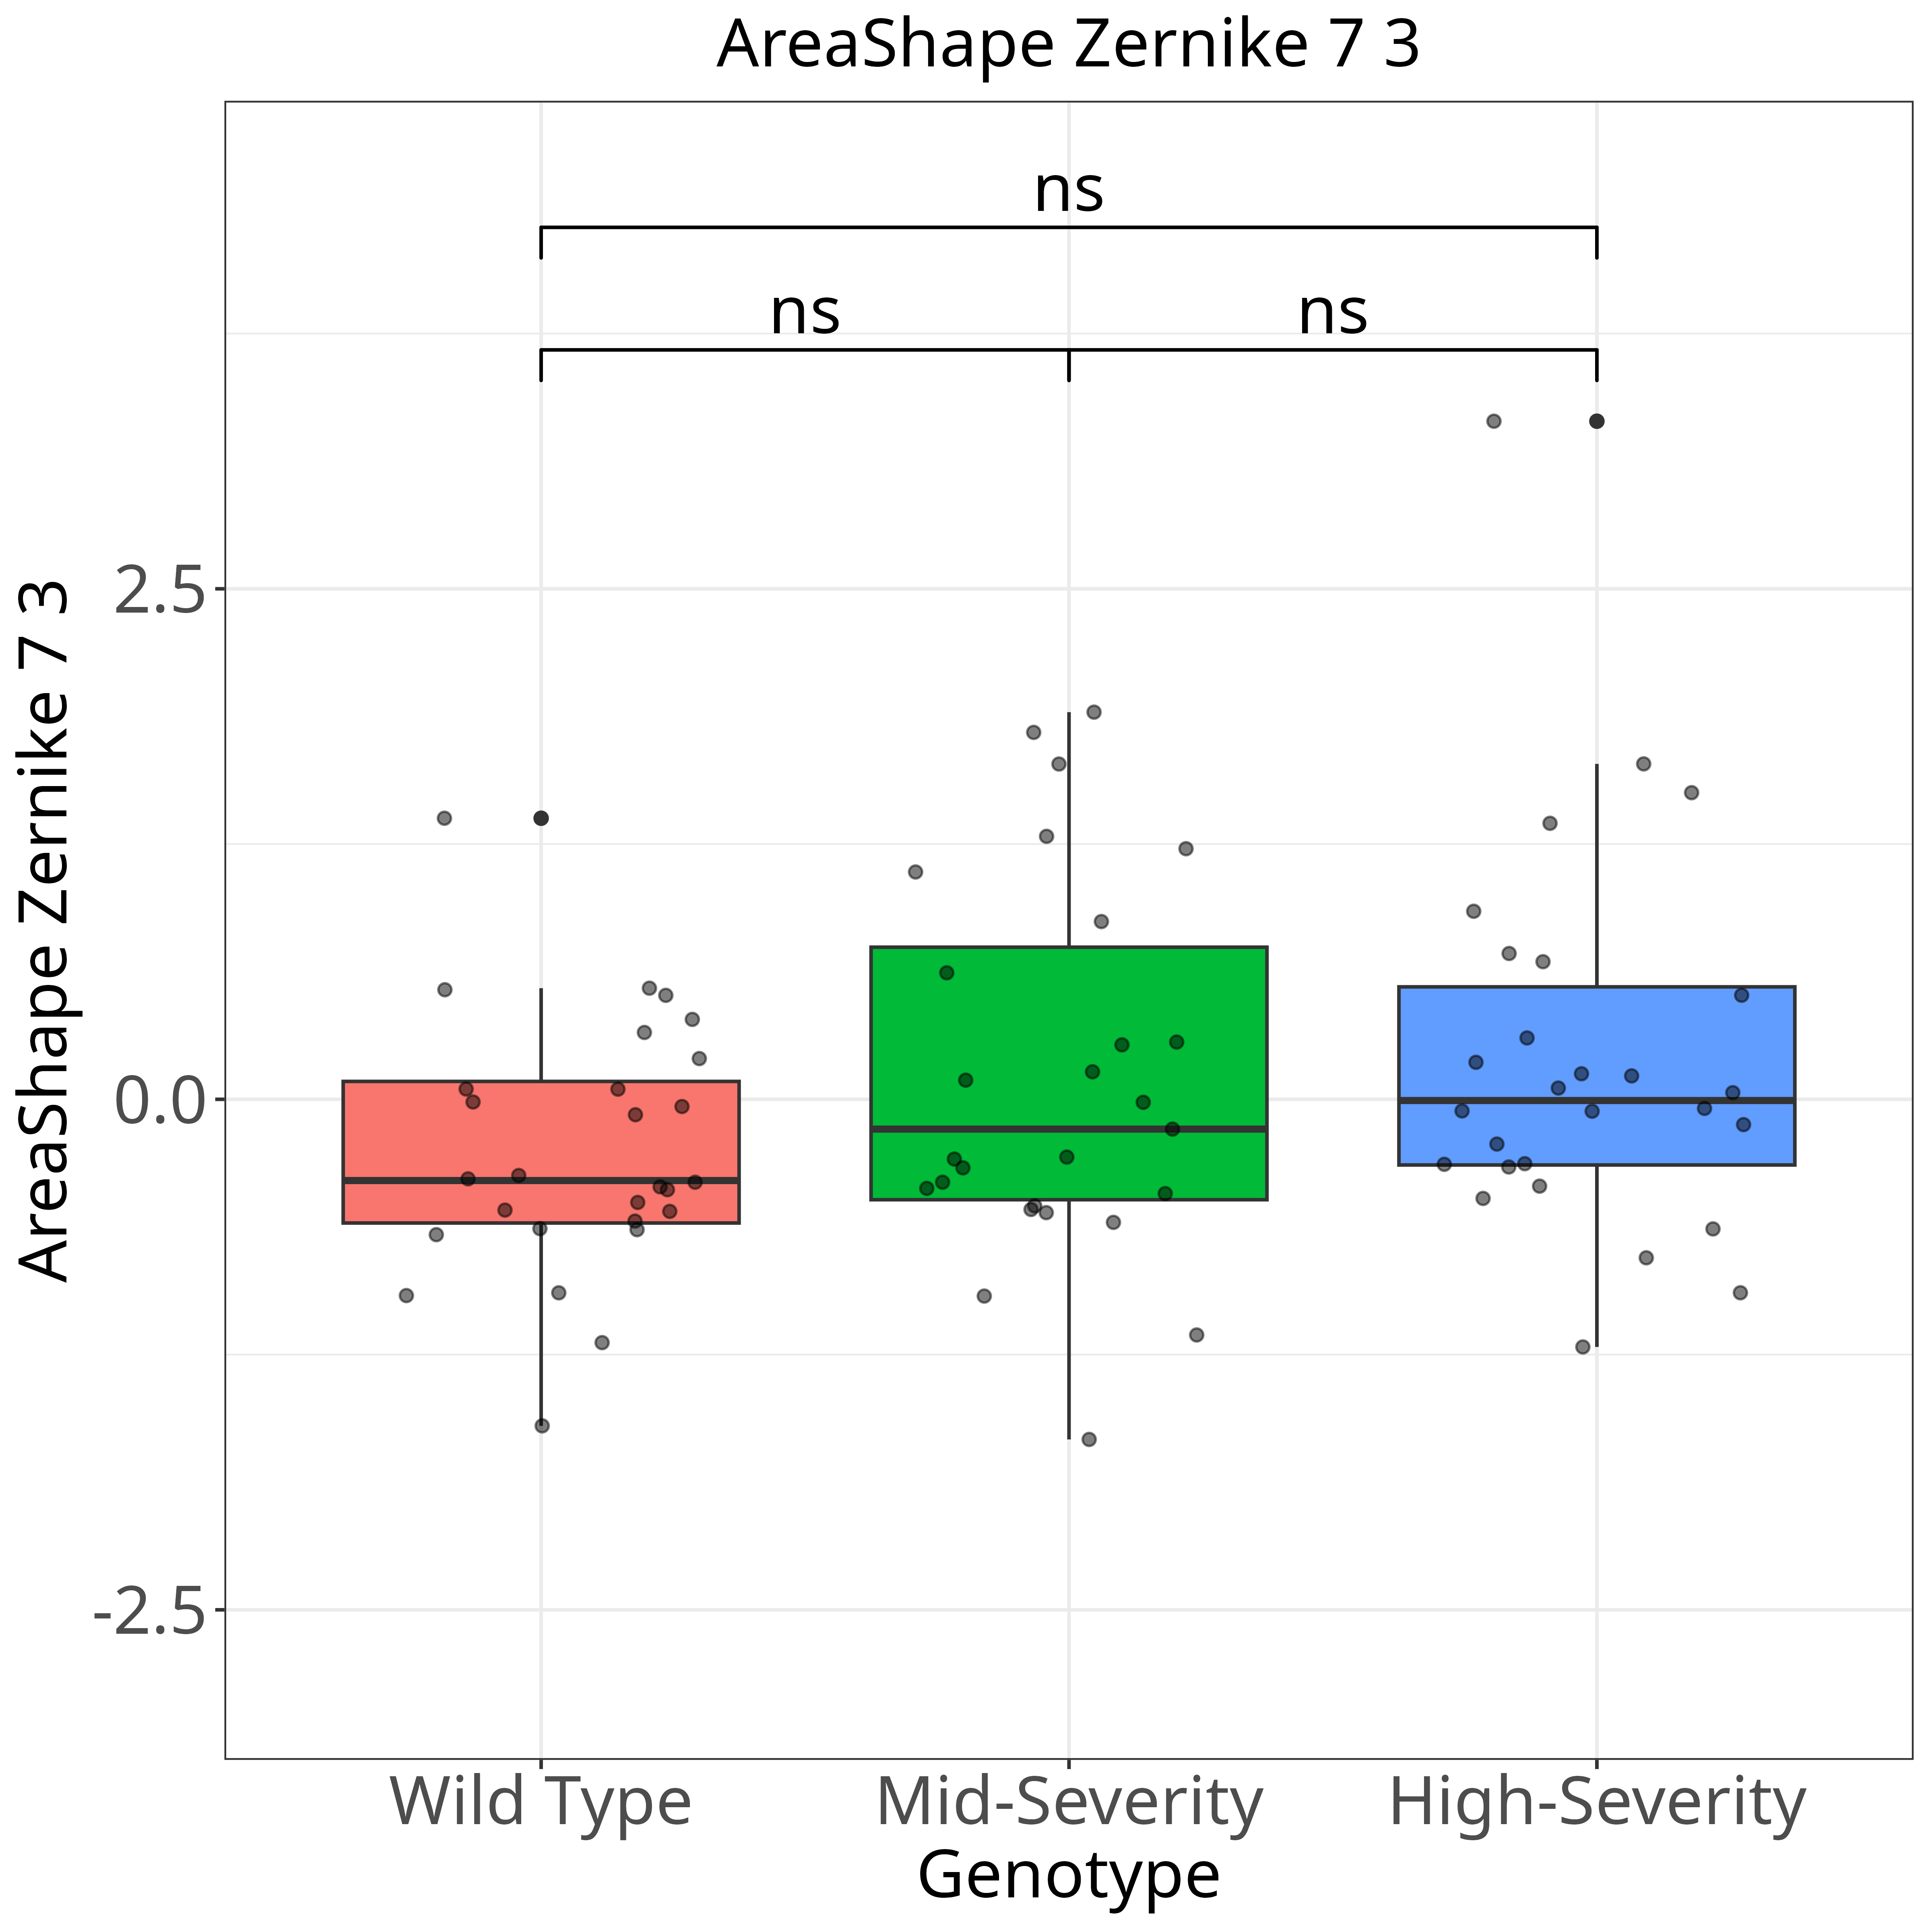 AreaShape Zernike 7 3
ns
ns
ns
2.5
0.0
-2.5
AreaShape Zernike 7 3
Wild Type
Mid-Severity
High-Severity
Genotype